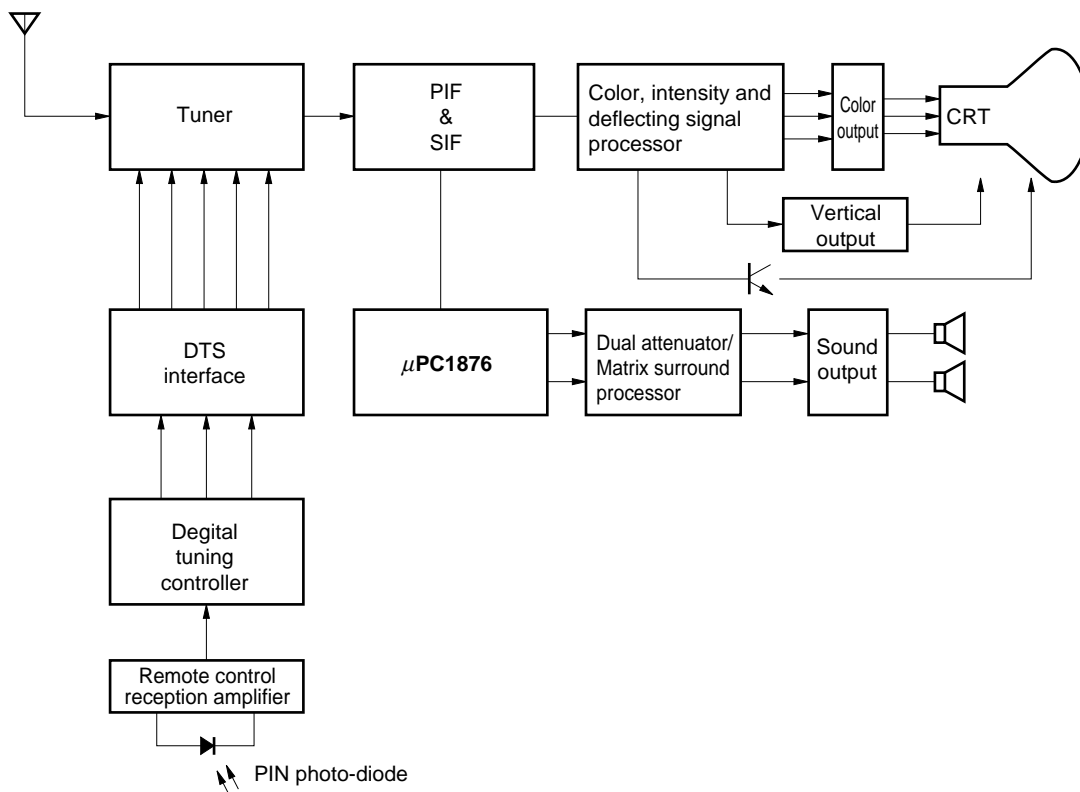 Tuner
PIF
&
SIF
Color, intensity and
deflecting signal
processor
Color
output
CRT
Vertical
output
DTS
interface
μPC1876
Dual attenuator/
Matrix surround
processor
Sound
output
Degital
tuning
controller
Remote control
reception amplifier
PIN photo-diode